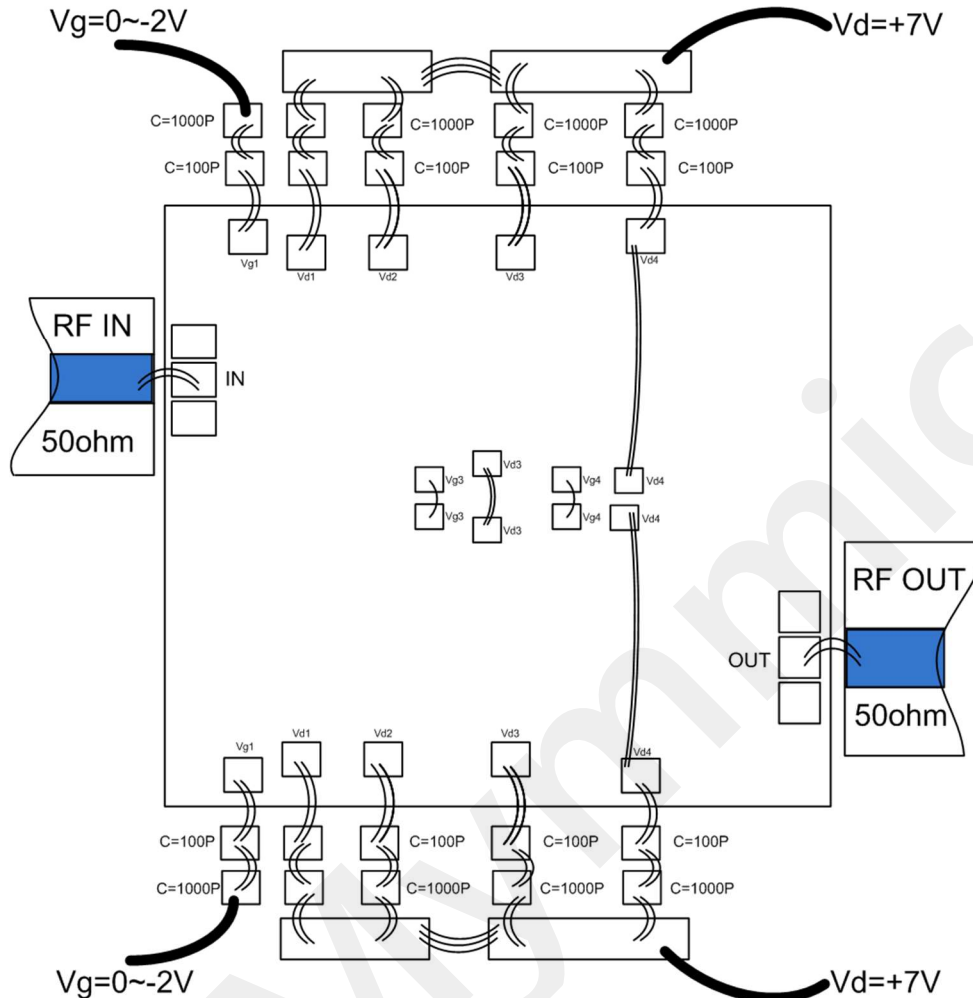 Vg=0~-2V
Vd=+7V
C=1000P
C=1000P
C=1000P
C=1000P
C=100P
C=100P
C=100P
C=100P
Vg1
Vd1
Vd2
Vd3
Vd4
RF IN
IN
50ohm
Vg3
Vd3
Vg4
Vd4
Vg3
Vd3
Vg4
Vd4
RF OUT
OUT
50ohm
Vg1
Vd1
Vd2
Vd3
Vd4
C=100P
C=100P
C=100P
C=100P
C=1000P
C=1000P
C=1000P
C=1000P
Vg=0~-2V
Vd=+7V
Mymmic